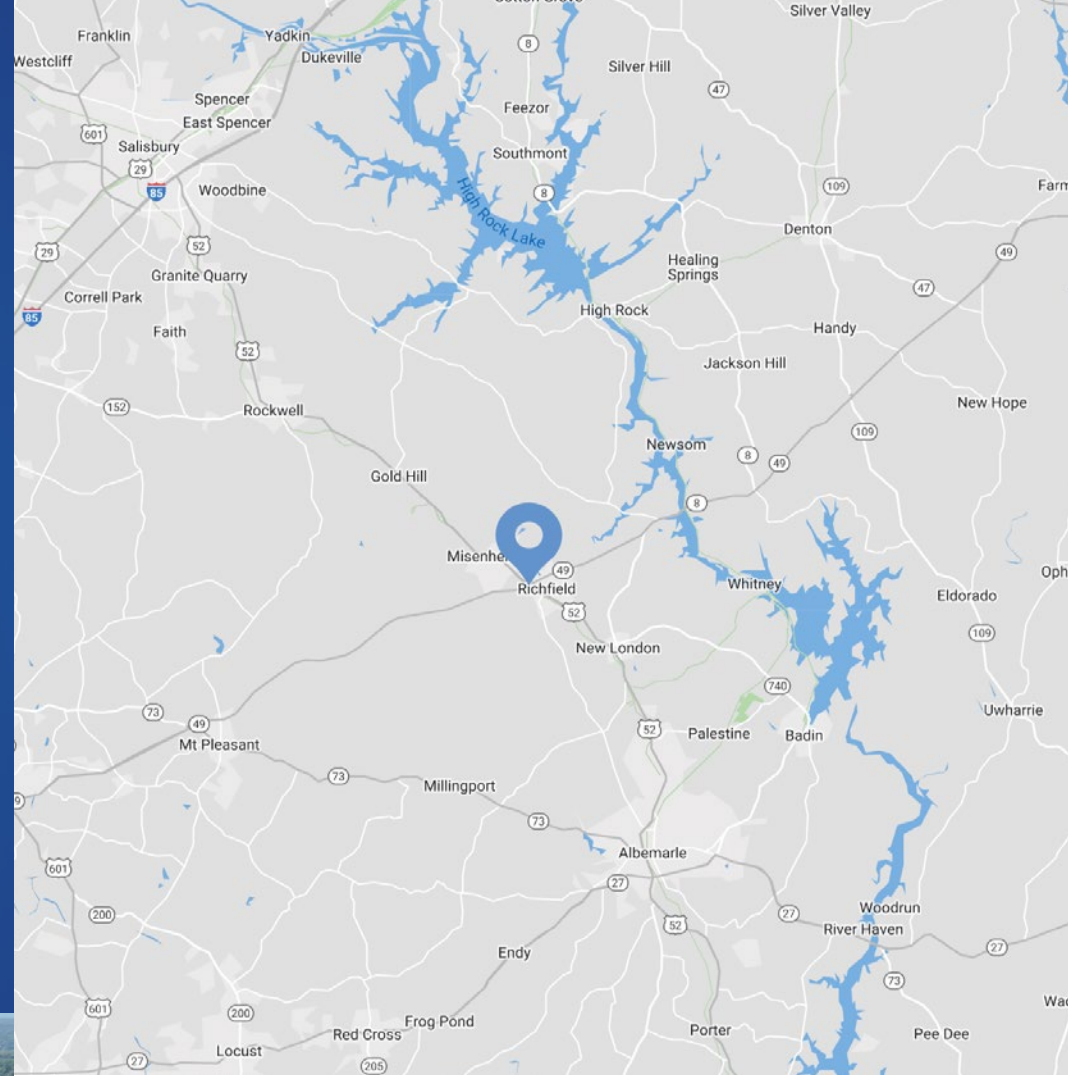 Silver Valley
Franklin
Yadkin
Westcliff
Dukeville
8
Silver Hill
47
Spencer
Feezor
East Spencer
601
Salisbury
Southmont
29
85
Woodbine
8
109
High Rock Lake
Denton
52
29
49
Healing
Springs
Granite Quarry
47
Correll Park
85
High Rock
Faith
Handy
52
Jackson Hill
New Hope
152
Rockwell
109
Newsom
8
49
Gold Hill
8
Misenhe
49
Richfield
Whitney
Eldorado
52
109
New London
740
73
49
Uwharrie
52
Palestine
Badin
Mt Pleasant
73
Millingport
73
Albemarle
601
27
Woodrun
200
27
52
River Haven
27
Endy
73
601
200
Frog Pond
Red Cross
Porter
Pee Dee
Locust
27
205